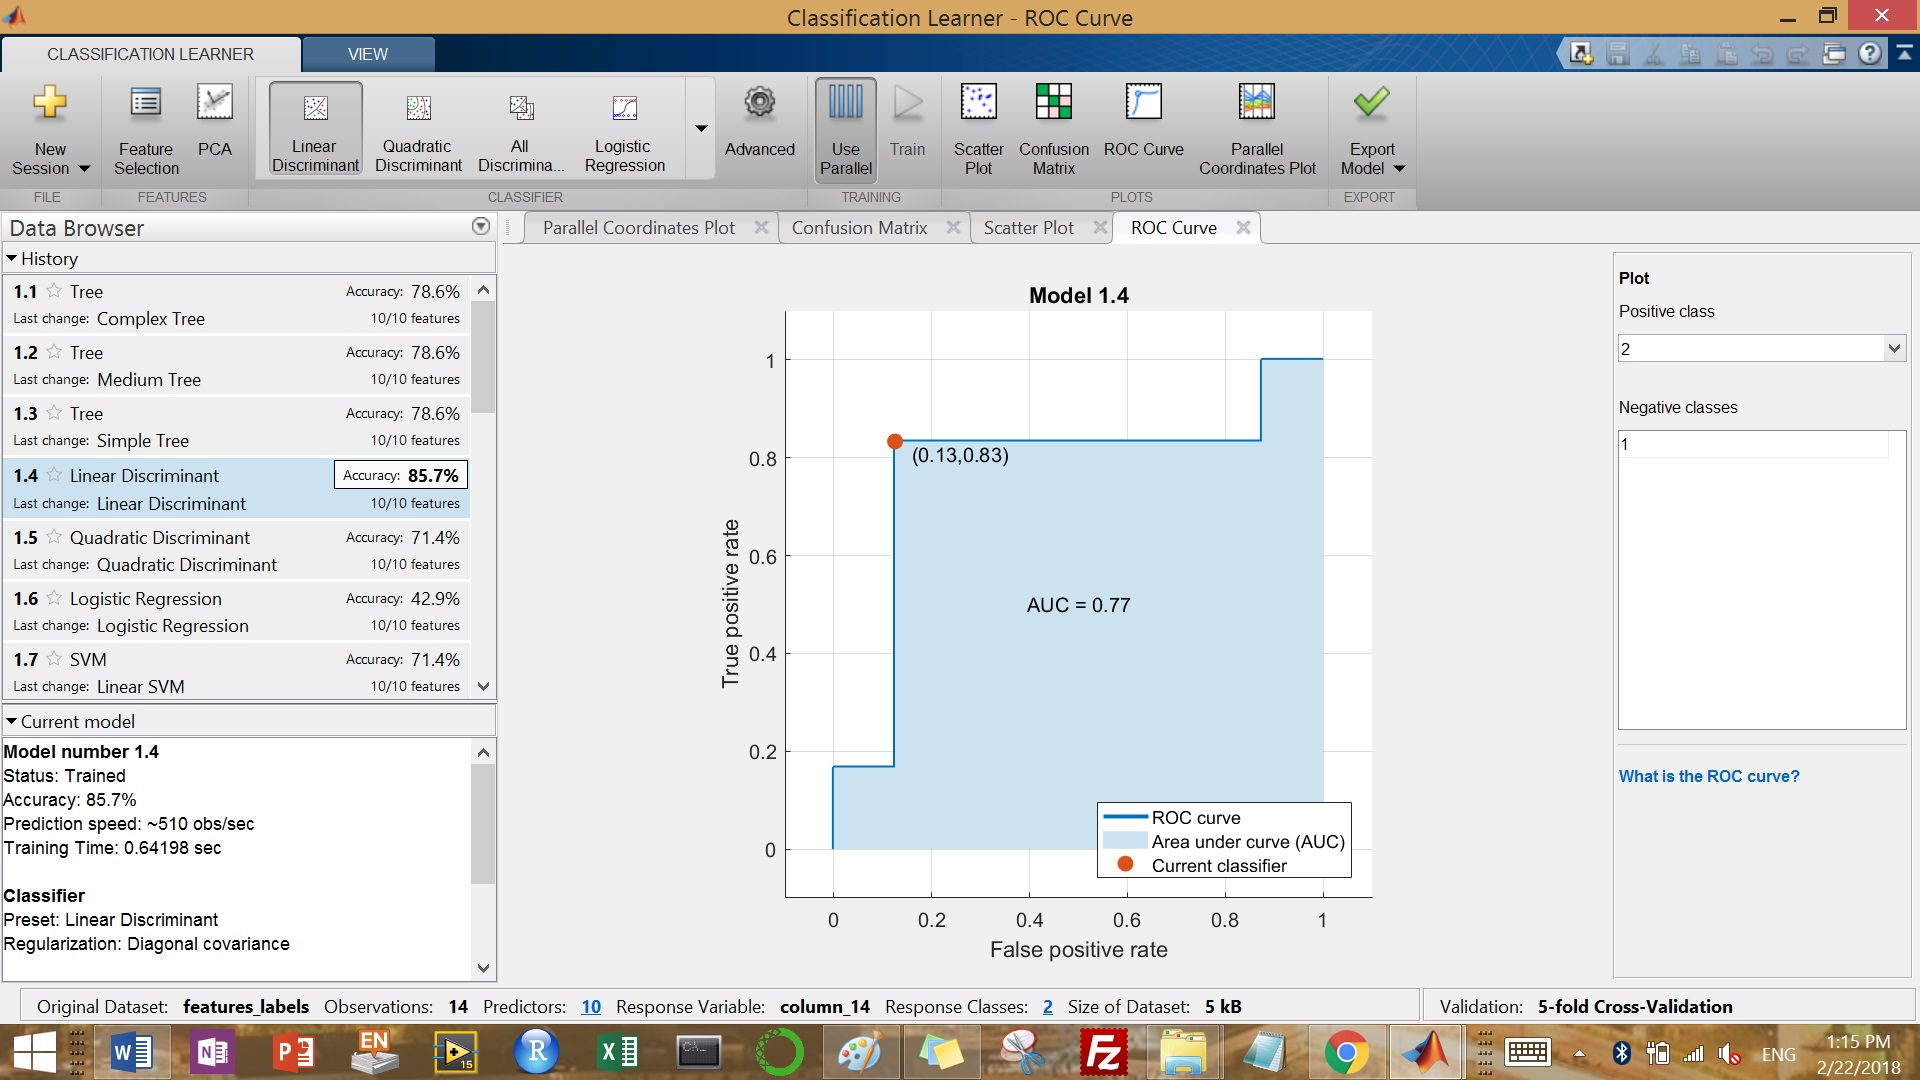 Classification Learner - ROC Curve
CLASSIFICATION LEARNER
VIEW
New Session
Feature Selection
PCA
Linear Discriminant
Quadratic Discriminant
All Discrimina...
Logistic Regression
Advanced
Use Parallel
Train
Scatter Plot
Confusion Matrix
ROC Curve
Parallel Coordinates Plot
Export Model
FILE
FEATURES
CLASSIFIER
TRAINING
PLOTS
EXPORT
Data Browser
History
1.1 Tree Accuracy: 78.6%
Last change: Complex Tree 10/10 features
1.2 Tree Accuracy: 78.6%
Last change: Medium Tree 10/10 features
1.3 Tree Accuracy: 78.6%
Last change: Simple Tree 10/10 features
1.4 Linear Discriminant Accuracy: 85.7%
Last change: Linear Discriminant 10/10 features
1.5 Quadratic Discriminant Accuracy: 71.4%
Last change: Quadratic Discriminant 10/10 features
1.6 Logistic Regression Accuracy: 42.9%
Last change: Logistic Regression 10/10 features
1.7 SVM Accuracy: 71.4%
Last change: Linear SVM 10/10 features
Current model
Model number 1.4
Status: Trained
Accuracy: 85.7%
Prediction speed: ~510 obs/sec
Training Time: 0.64198 sec
Classifier
Preset: Linear Discriminant
Regularization: Diagonal covariance
Parallel Coordinates Plot
Confusion Matrix
Scatter Plot
ROC Curve
Model 1.4
1
0.8
0.6
0.4
0.2
0
True positive rate
(0.13,0.83)
AUC = 0.77
ROC curve
Area under curve (AUC)
Current classifier
0 0.2 0.4 0.6 0.8 1
False positive rate
Plot
Positive class
2
Negative classes
1
What is the ROC curve?
Original Dataset: features_labels Observations: 14 Predictors: 10 Response Variable: column_14 Response Classes: 2 Size of Dataset: 5 kB
Validation: 5-fold Cross-Validation
EN
15
ENG
1:15 PM
2/22/2018